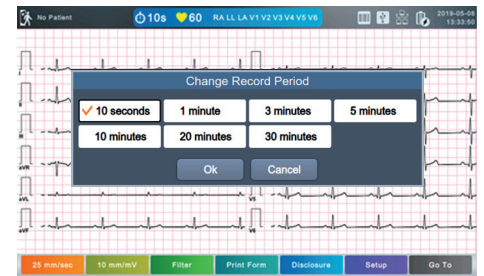 No Patient
10s
60
RA LL LA V1 V2 V3 V4 V5 V6
2019-05-08
13:33:50
Change Record Period
10 seconds
1 minute
3 minutes
5 minutes
10 minutes
20 minutes
30 minutes
Ok
Cancel
II
aVR
aVL
V5
aVF
V6
25 mm/sec
10 mm/mV
Filter
Print Form
Disclosure
Setup
Go To